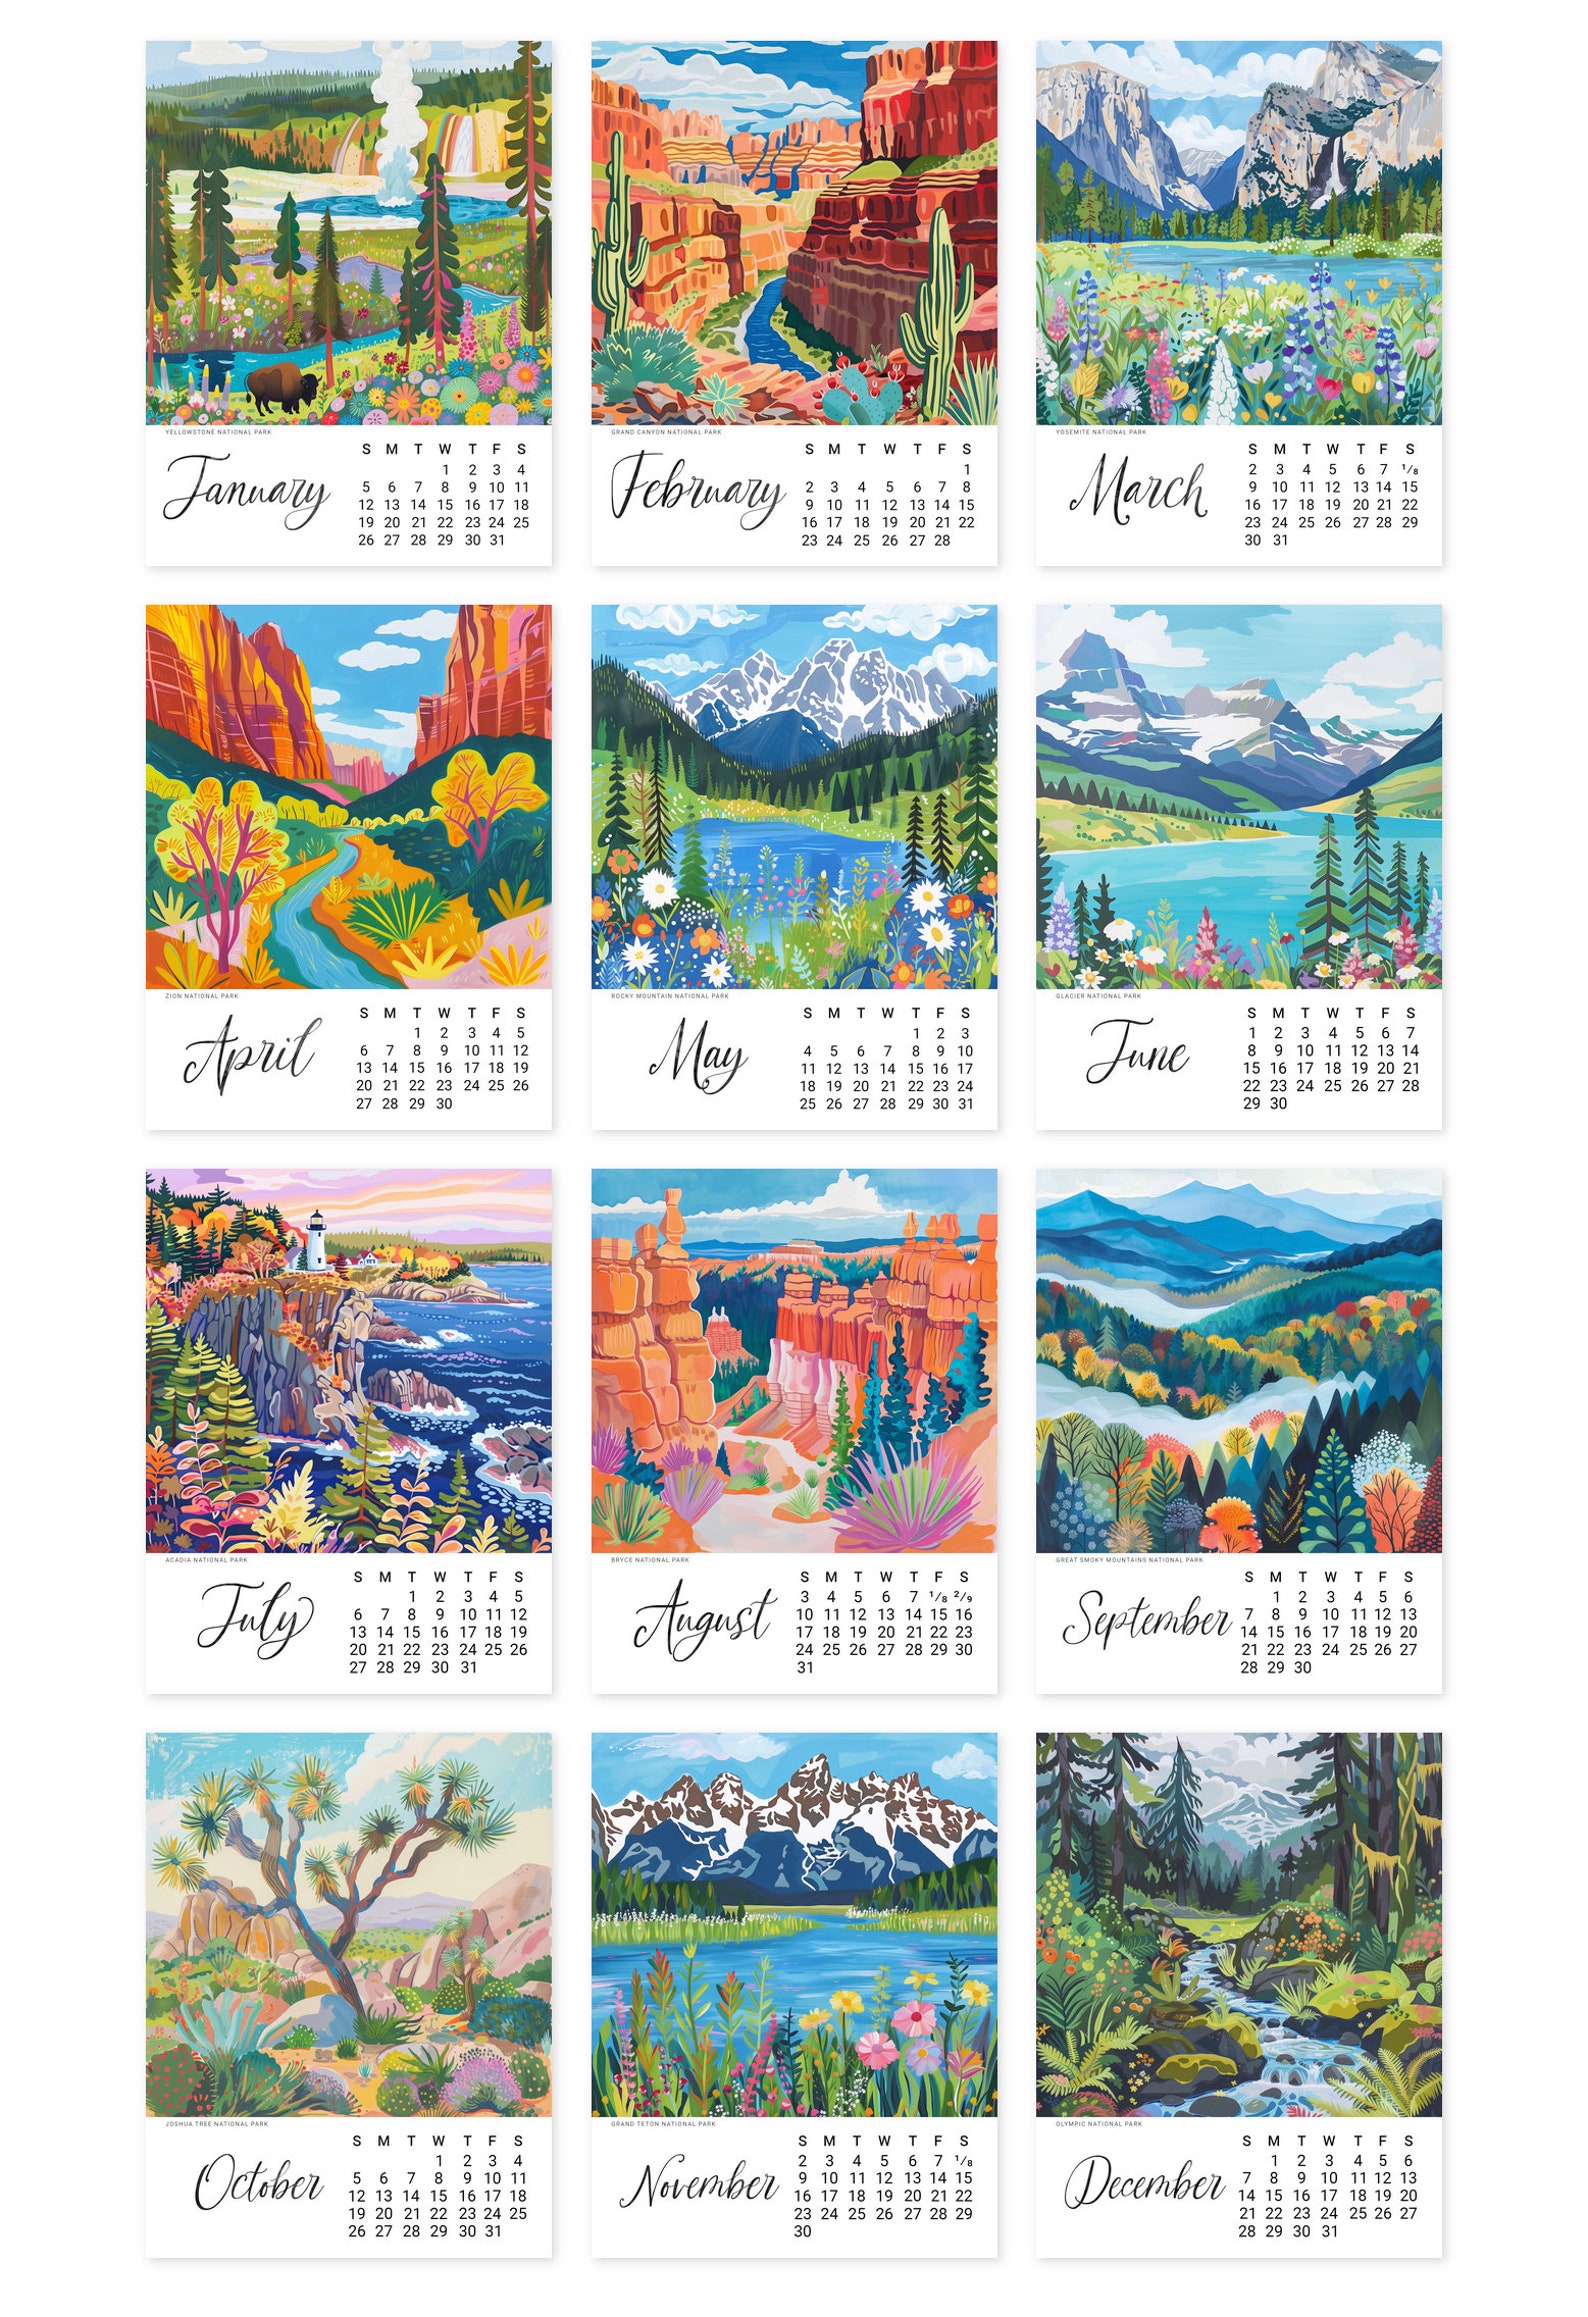 YELLOWSTONE NATIONAL PARK
January
S M T W T F S
1 2 3 4
5 6 7 8 9 10 11
12 13 14 15 16 17 18
19 20 21 22 23 24 25
26 27 28 29 30 31
GRAND CANYON NATIONAL PARK
February
S M T W T F S
1
2 3 4 5 6 7 8
9 10 11 12 13 14 15
16 17 18 19 20 21 22
23 24 25 26 27 28
YOSEMITE NATIONAL PARK
March
S M T W T F S
2 3 4 5 6 7 1/8
9 10 11 12 13 14 15
16 17 18 19 20 21 22
23 24 25 26 27 28 29
30 31
ZION NATIONAL PARK
April
S M T W T F S
1 2 3 4 5
6 7 8 9 10 11 12
13 14 15 16 17 18 19
20 21 22 23 24 25 26
27 28 29 30
ROCKY MOUNTAIN NATIONAL PARK
May
S M T W T F S
1 2 3
4 5 6 7 8 9 10
11 12 13 14 15 16 17
18 19 20 21 22 23 24
25 26 27 28 29 30 31
GLACIER NATIONAL PARK
June
S M T W T F S
1 2 3 4 5 6 7
8 9 10 11 12 13 14
15 16 17 18 19 20 21
22 23 24 25 26 27 28
29 30
ACADIA NATIONAL PARK
July
S M T W T F S
1 2 3 4 5
6 7 8 9 10 11 12
13 14 15 16 17 18 19
20 21 22 23 24 25 26
27 28 29 30 31
BRYCE NATIONAL PARK
August
S M T W T F S
3 4 5 6 7 1/8 2/9
10 11 12 13 14 15 16
17 18 19 20 21 22 23
24 25 26 27 28 29 30
31
GREAT SMOKY MOUNTAINS NATIONAL PARK
September
S M T W T F S
1 2 3 4 5 6
7 8 9 10 11 12 13
14 15 16 17 18 19 20
21 22 23 24 25 26 27
28 29 30
JOSHUA TREE NATIONAL PARK
October
S M T W T F S
1 2 3 4
5 6 7 8 9 10 11
12 13 14 15 16 17 18
19 20 21 22 23 24 25
26 27 28 29 30 31
GRAND TETON NATIONAL PARK
November
S M T W T F S
2 3 4 5 6 7 1/8
9 10 11 12 13 14 15
16 17 18 19 20 21 22
23 24 25 26 27 28 29
30
OLYMPIC NATIONAL PARK
December
S M T W T F S
1 2 3 4 5 6
7 8 9 10 11 12 13
14 15 16 17 18 19 20
21 22 23 24 25 26 27
28 29 30 31